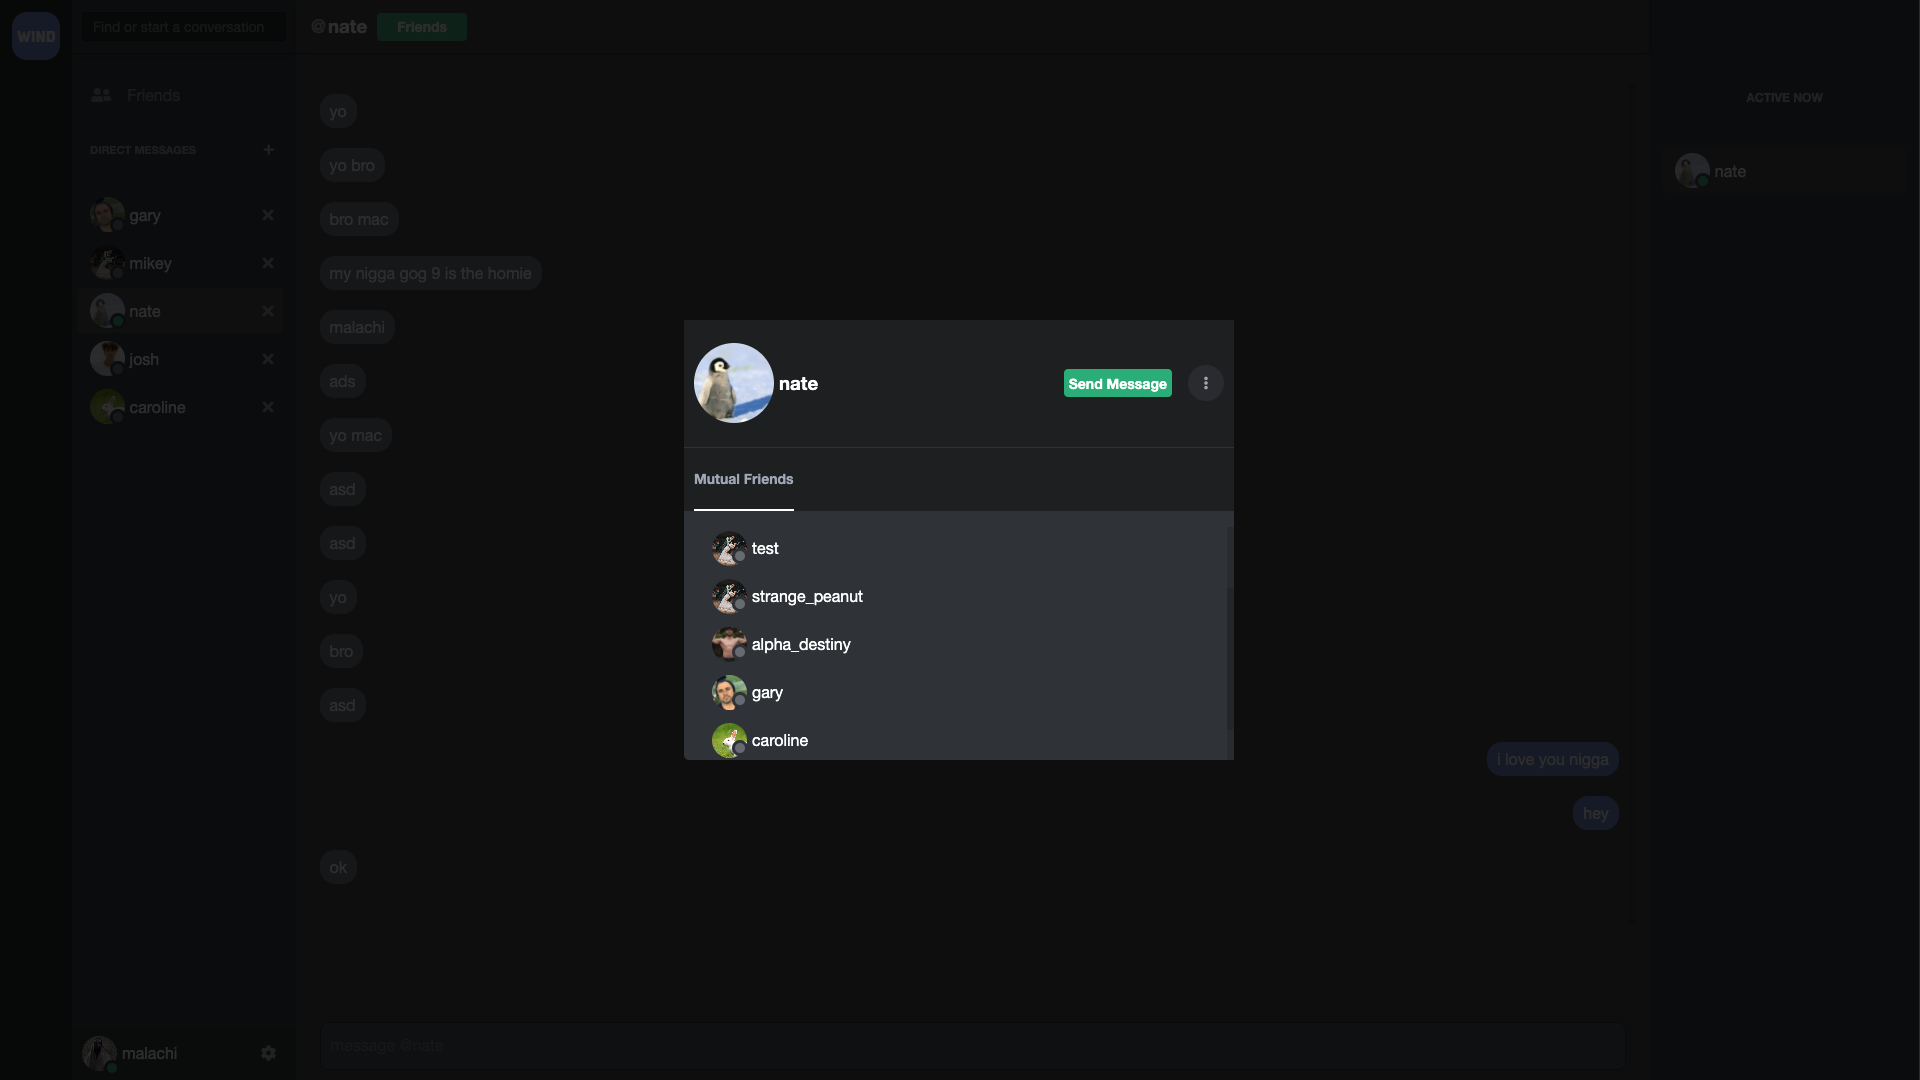 WIND
Find or start a conversation
@nate
Friends
Friends
DIRECT MESSAGES
+
gary
mikey
nate
josh
caroline
malachi
yo
yo bro
bro mac
my nigga gog 9 is the homie
malachi
ads
yo mac
asd
asd
yo
bro
asd
i love you nigga
hey
ok
message @nate
nate
Send Message
Mutual Friends
test
strange_peanut
alpha_destiny
gary
caroline
ACTIVE NOW
nate